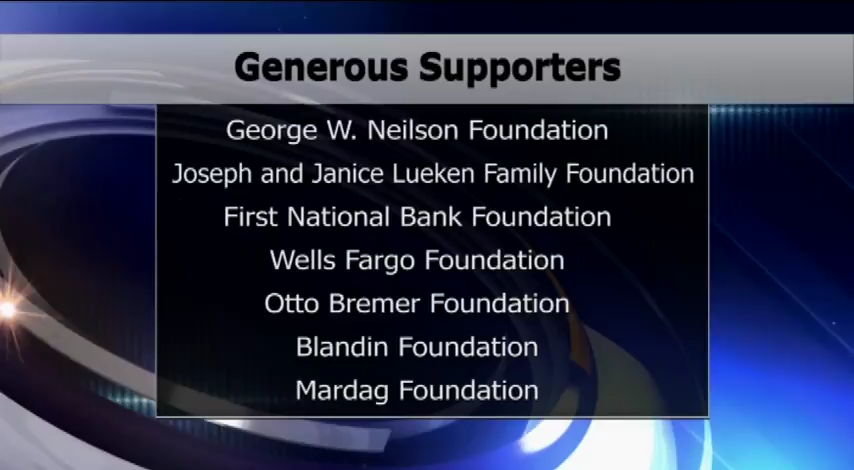 Generous Supporters
George W. Neilson Foundation
Joseph and Janice Lueken Family Foundation
First National Bank Foundation
Wells Fargo Foundation
Otto Bremer Foundation
Blandin Foundation
Mardag Foundation